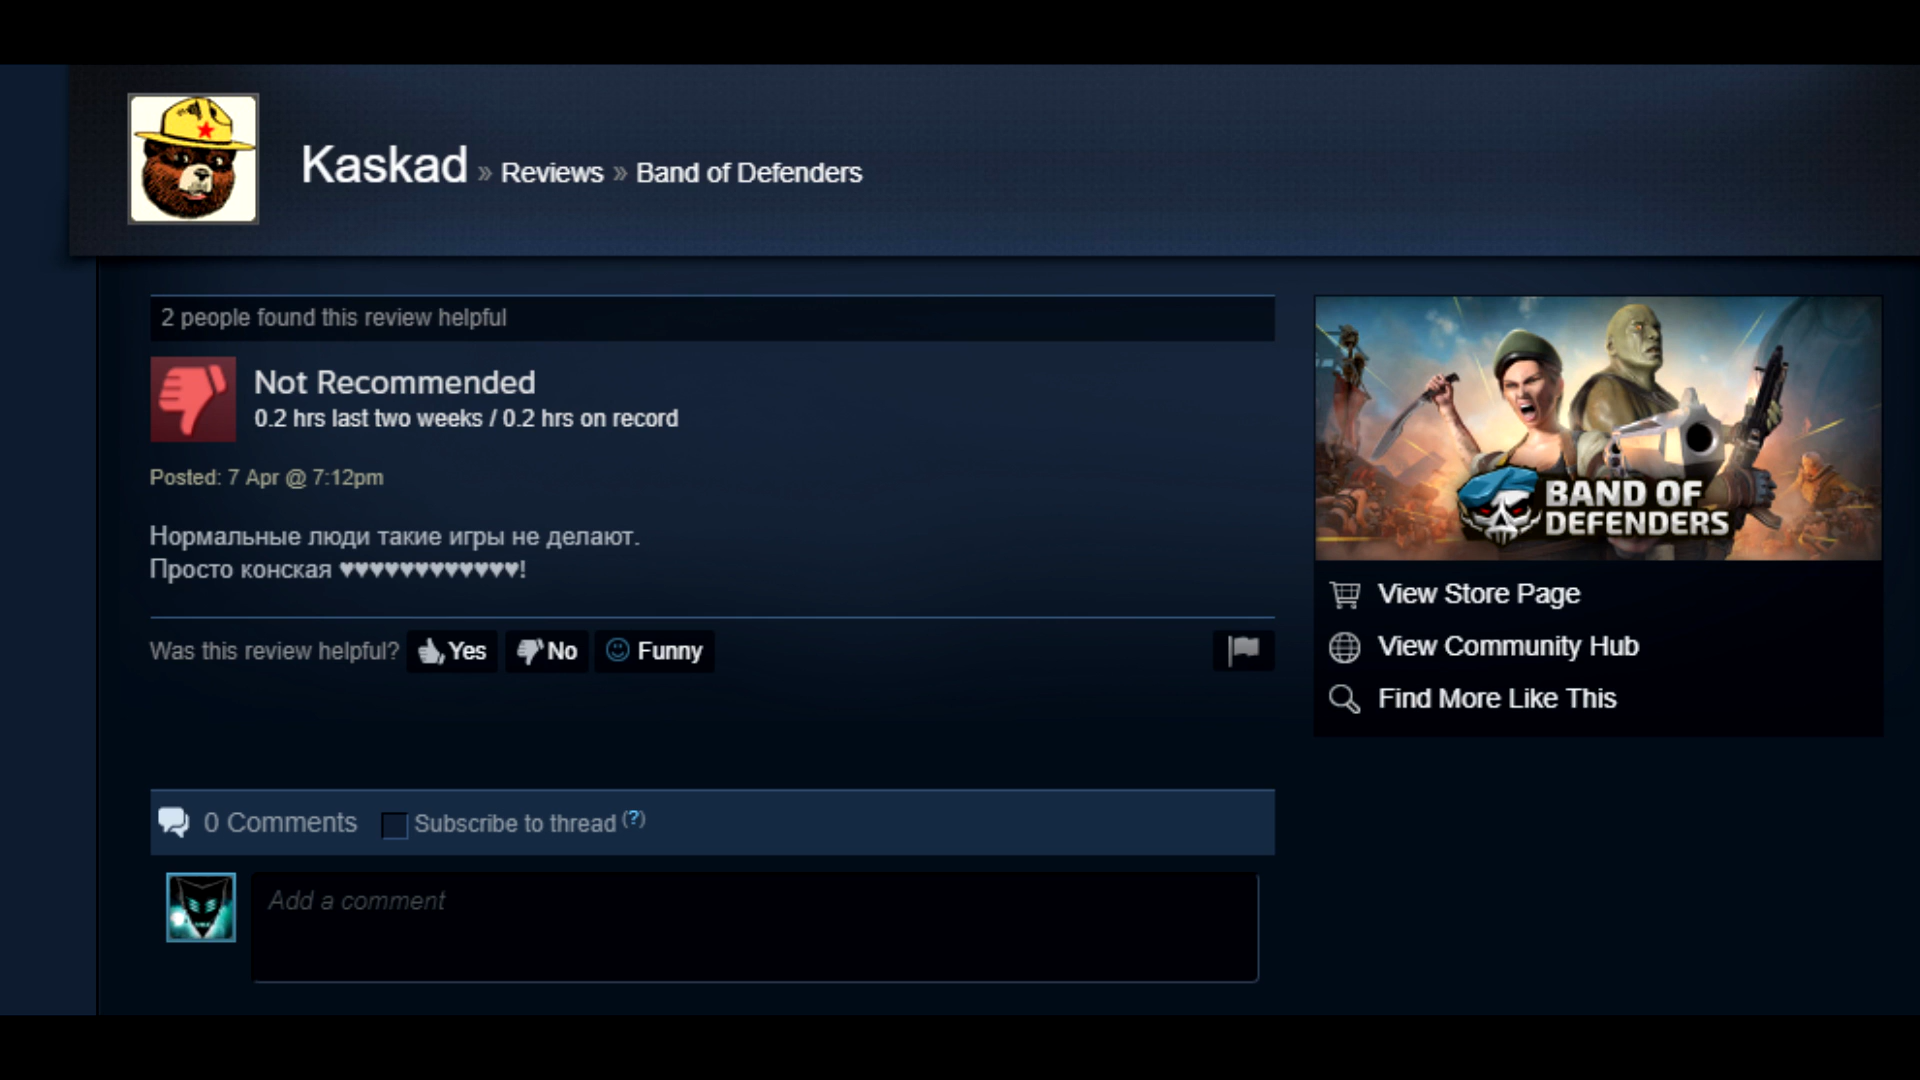 Kaskad » Reviews » Band of Defenders
2 people found this review helpful
Not Recommended
0.2 hrs last two weeks / 0.2 hrs on record
Posted: 7 Apr @ 7:12pm
Нормальные люди такие игры не делают.
Просто конская ♥♥♥♥♥♥♥♥♥♥♥♥!
Was this review helpful? Yes No Funny
BAND OF
DEFENDERS
View Store Page
View Community Hub
Find More Like This
0 Comments Subscribe to thread (?)
Add a comment